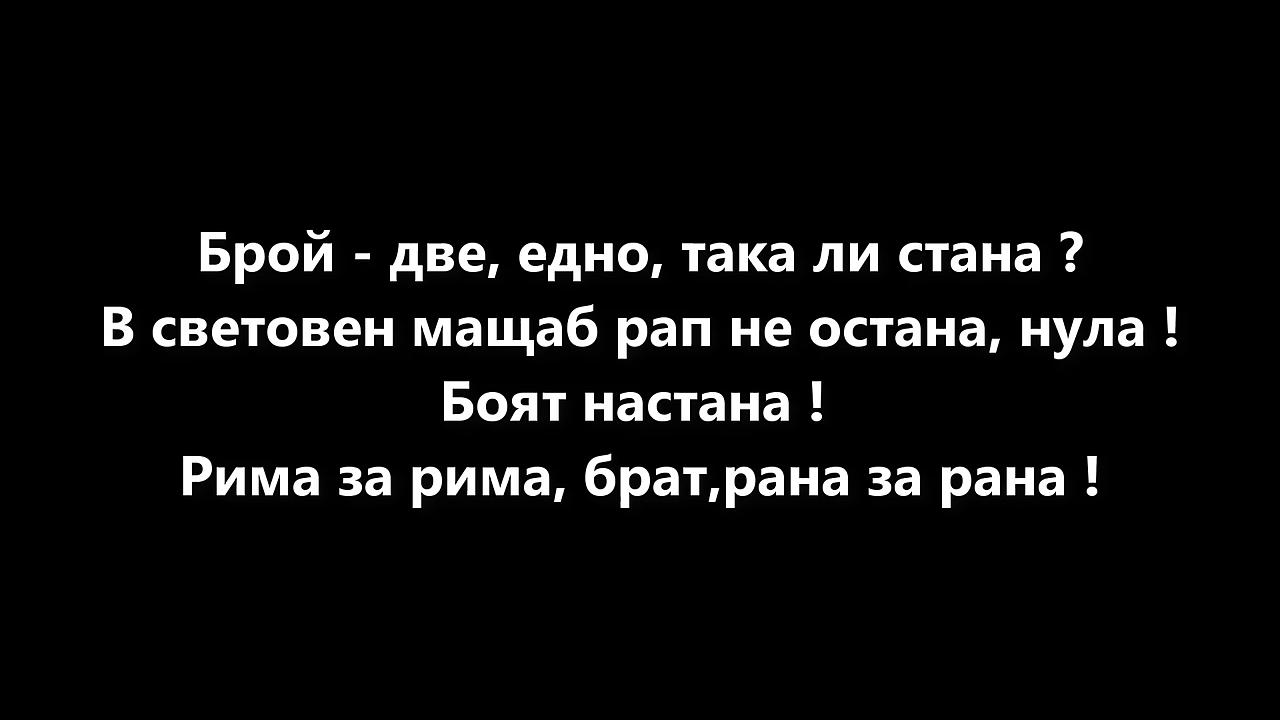 Брой - две, едно, така ли стана ?
В световен мащаб рап не остана, нула !
Боят настана !
Рима за рима, брат,рана за рана !